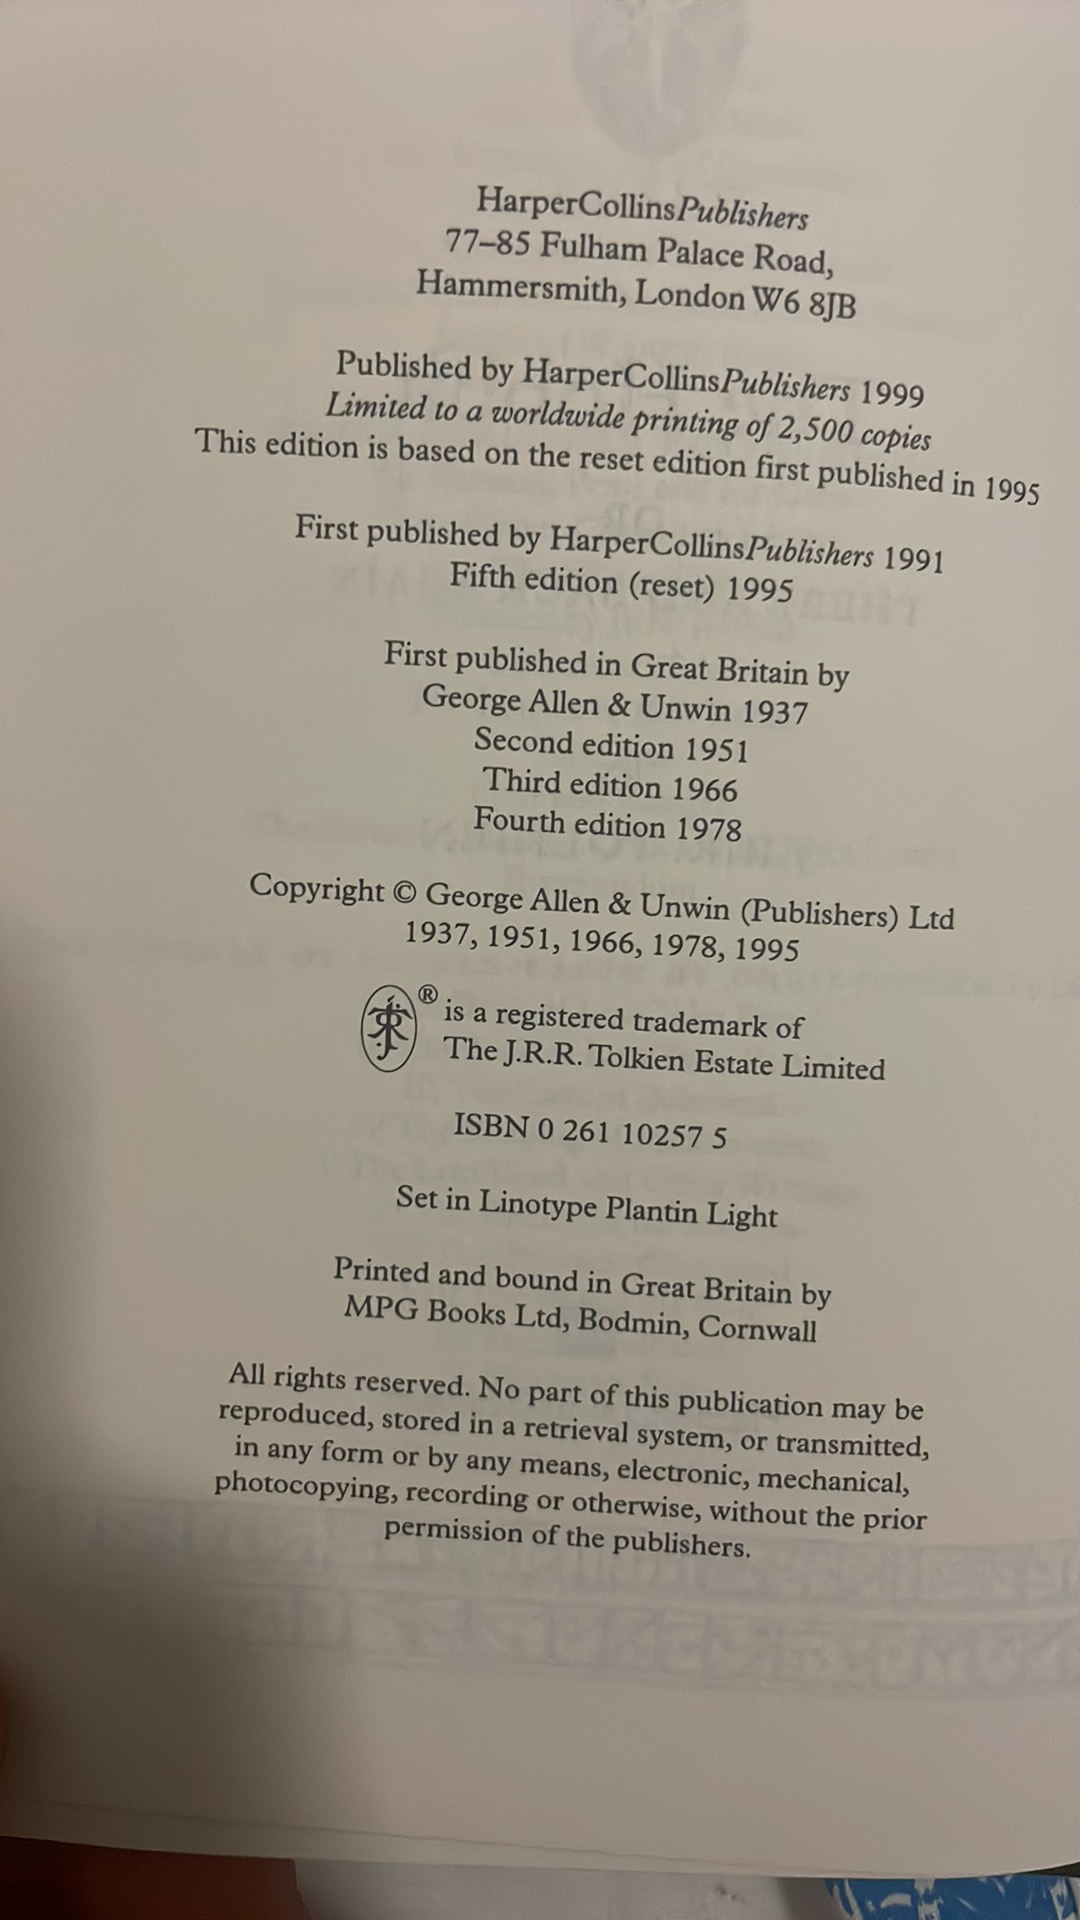 HarperCollinsPublishers
77–85 Fulham Palace Road,
Hammersmith, London W6 8JB
Published by HarperCollinsPublishers 1999
Limited to a worldwide printing of 2,500 copies
This edition is based on the reset edition first published in 1995
First published by HarperCollinsPublishers 1991
Fifth edition (reset) 1995
First published in Great Britain by
George Allen & Unwin 1937
Second edition 1951
Third edition 1966
Fourth edition 1978
Copyright © George Allen & Unwin (Publishers) Ltd
1937, 1951, 1966, 1978, 1995
® is a registered trademark of
The J.R.R. Tolkien Estate Limited
ISBN 0 261 10257 5
Set in Linotype Plantin Light
Printed and bound in Great Britain by
MPG Books Ltd, Bodmin, Cornwall
All rights reserved. No part of this publication may be
reproduced, stored in a retrieval system, or transmitted,
in any form or by any means, electronic, mechanical,
photocopying, recording or otherwise, without the prior
permission of the publishers.